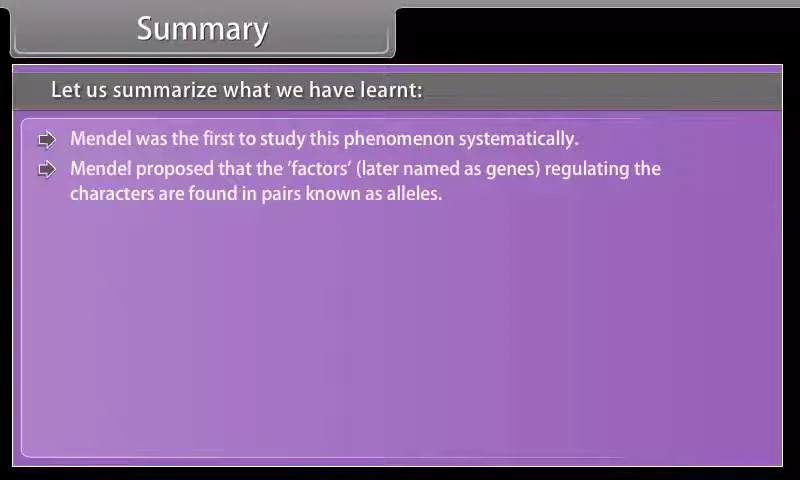 Summary
Let us summarize what we have learnt:
Mendel was the first to study this phenomenon systematically.
Mendel proposed that the 'factors' (later named as genes) regulating the
characters are found in pairs known as alleles.